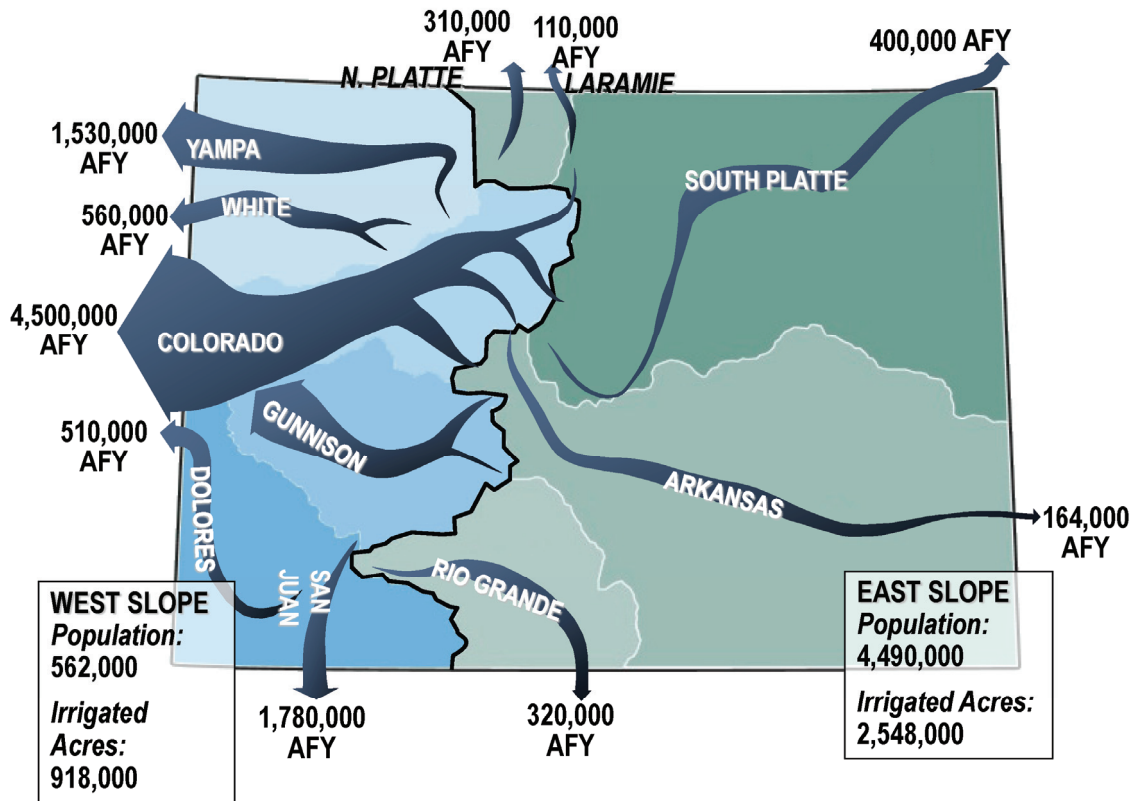 310,000
AFY
110,000
AFY
400,000 AFY
N. PLATTE
LARAMIE
1,530,000
AFY
YAMPA
SOUTH PLATTE
WHITE
560,000
AFY
4,500,000
AFY
COLORADO
GUNNISON
510,000
AFY
DOLORES
ARKANSAS
164,000
AFY
SAN
JUAN
RIO GRANDE
WEST SLOPE
Population:
562,000
Irrigated
Acres:
918,000
EAST SLOPE
Population:
4,490,000
Irrigated Acres:
2,548,000
1,780,000
AFY
320,000
AFY